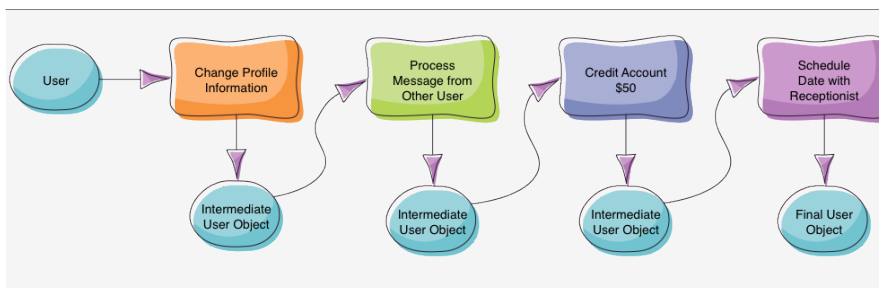 User
Change Profile
Information
Process
Message from
Other User
Credit Account
$50
Schedule
Date with
Receptionist
Intermediate
User Object
Intermediate
User Object
Intermediate
User Object
Final User
Object